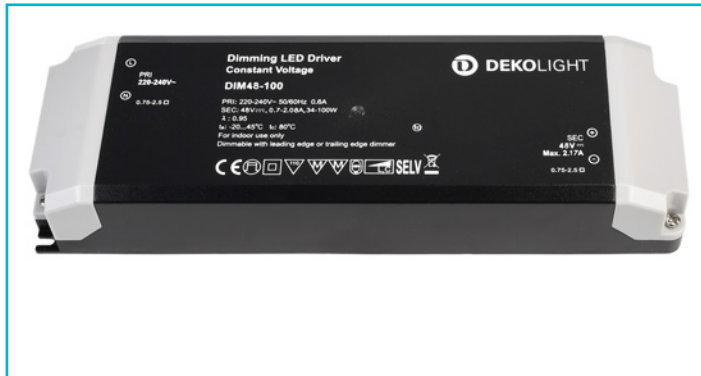 L
PRI
220-240V~
N
0.75-2.5
Dimming LED Driver
Constant Voltage
DIM48-100
PRI: 220-240V~ 50/60Hz 0.6A
SEC: 48V⎓, 0.7-2.08A, 34-100W
λ : 0.95
ta: -20...45°C tc: 80°C
For indoor use only
Dimmable with leading edge or trailing edge dimmer
CE 110 M M LC SELV
DEKOLIGHT
SEC
48V⎓
Max. 2.17A
0.75-2.5